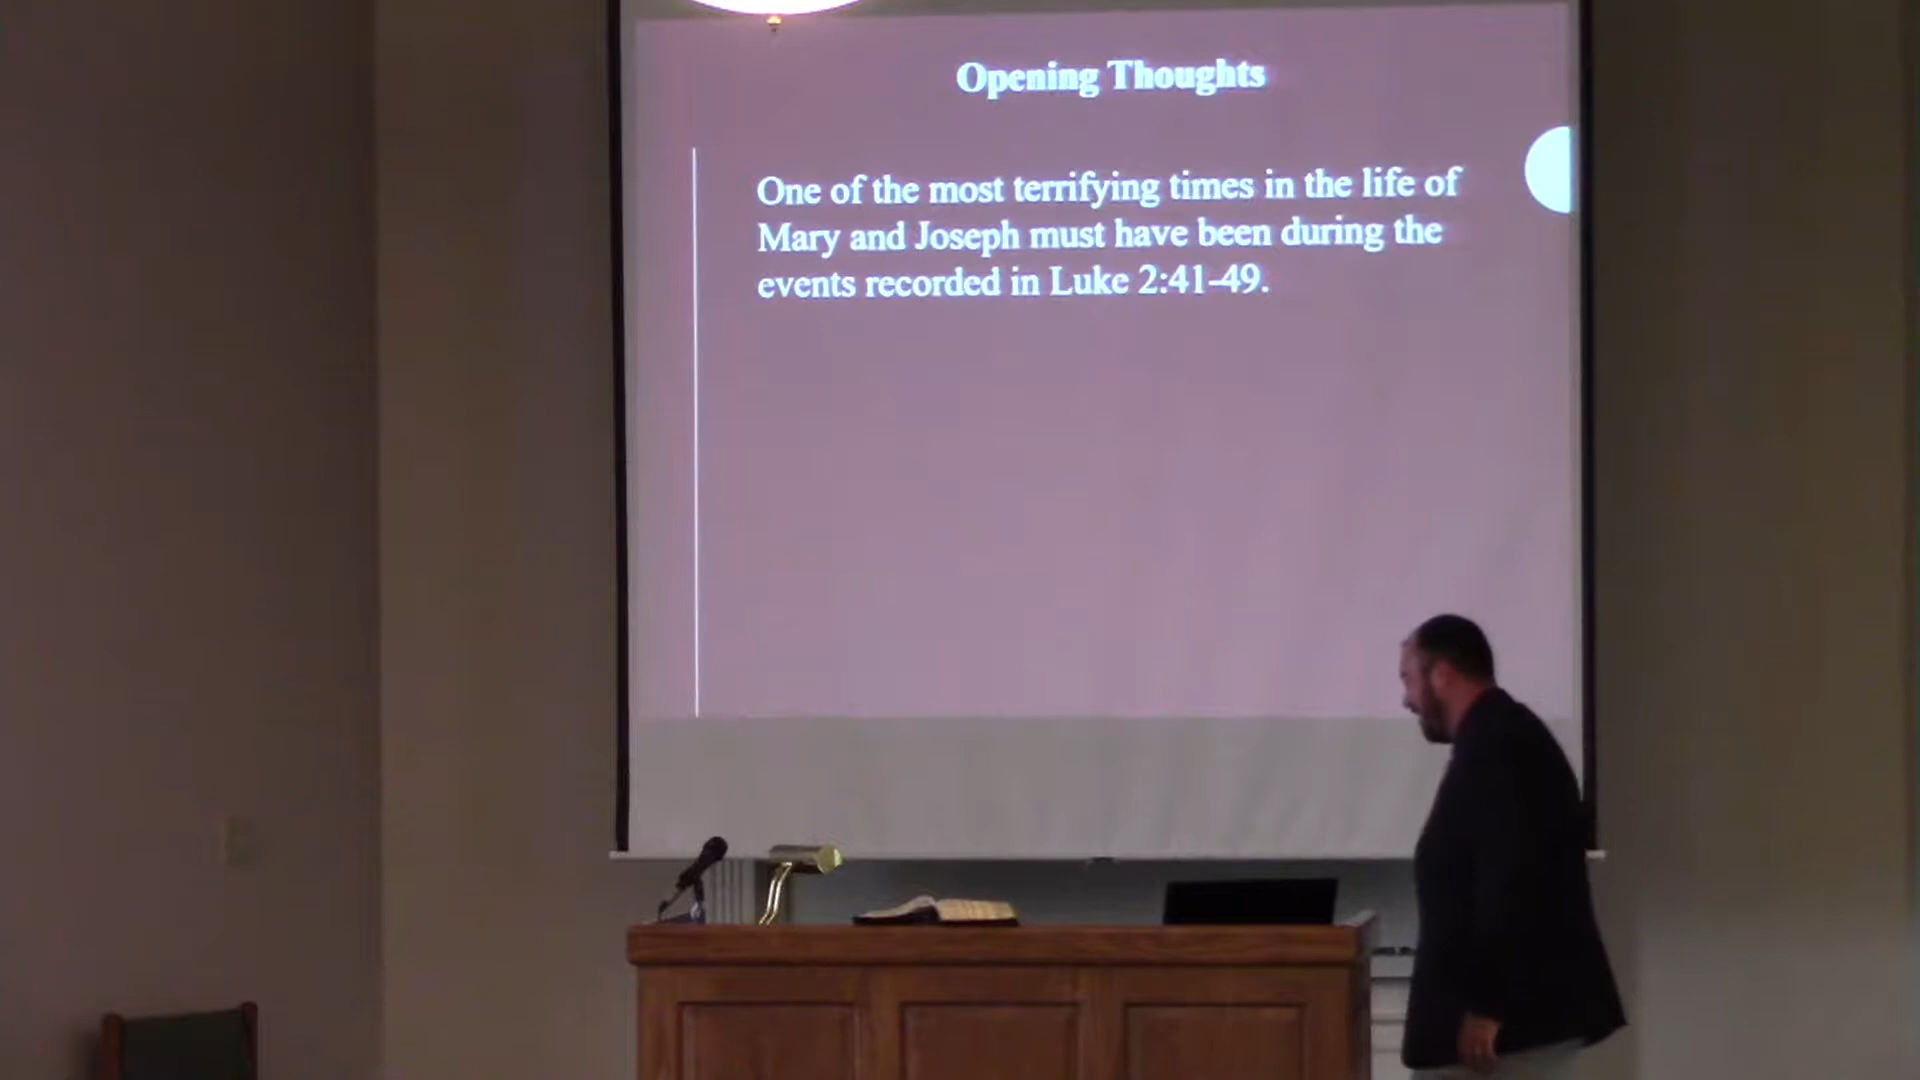 Opening Thoughts
One of the most terrifying times in the life of
Mary and Joseph must have been during the
events recorded in Luke 2:41-49.